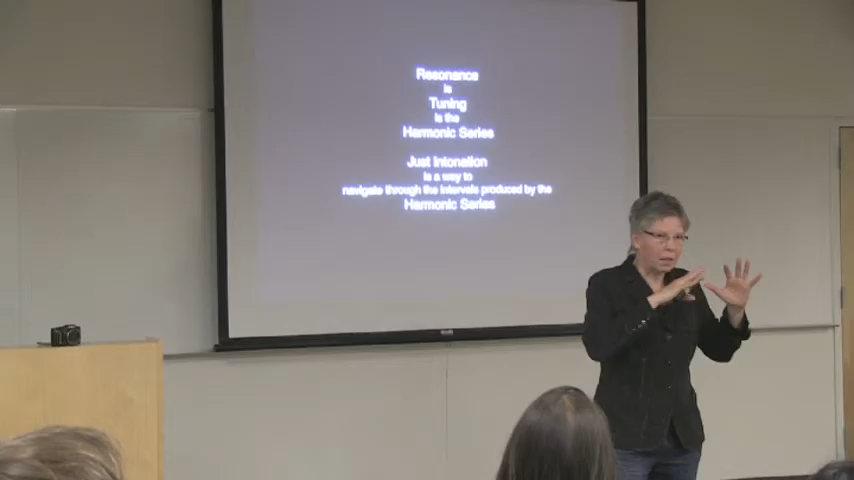 Resonance
is
Tuning
is the
Harmonic Series
Just Intonation
is a way to
navigate through the intervals produced by the
Harmonic Series